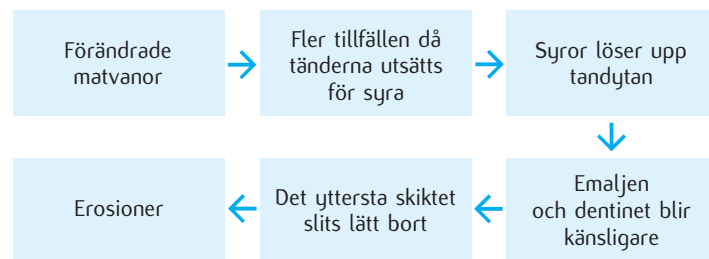 Förändrade
matvanor
Fler tillfällen då
tänderna utsätts
för syra
Syror löser upp
tandytan
Emaljen
och dentinet blir
känsligare
Det yttersta skiktet
slits lätt bort
Erosioner